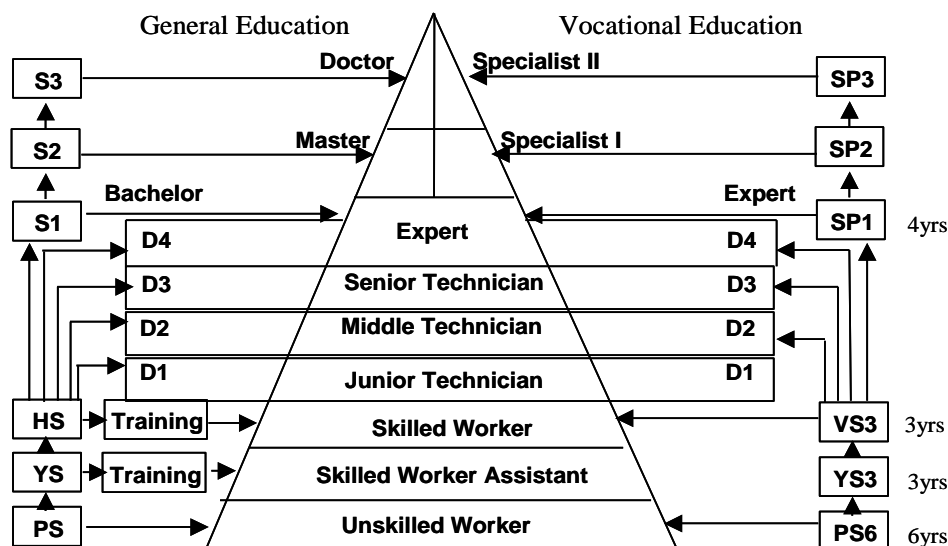 General Education Vocational Education
S3 Doctor Specialist II SP3
S2 Master Specialist I SP2
Bachelor Expert
S1 SP1 4yrs
Expert
D4 D4
D3 Senior Technician D3
D2 Middle Technician D2
D1 Junior Technician D1
HS Training Skilled Worker VS3 3yrs
YS Training Skilled Worker Assistant YS3 3yrs
PS Unskilled Worker PS6 6yrs